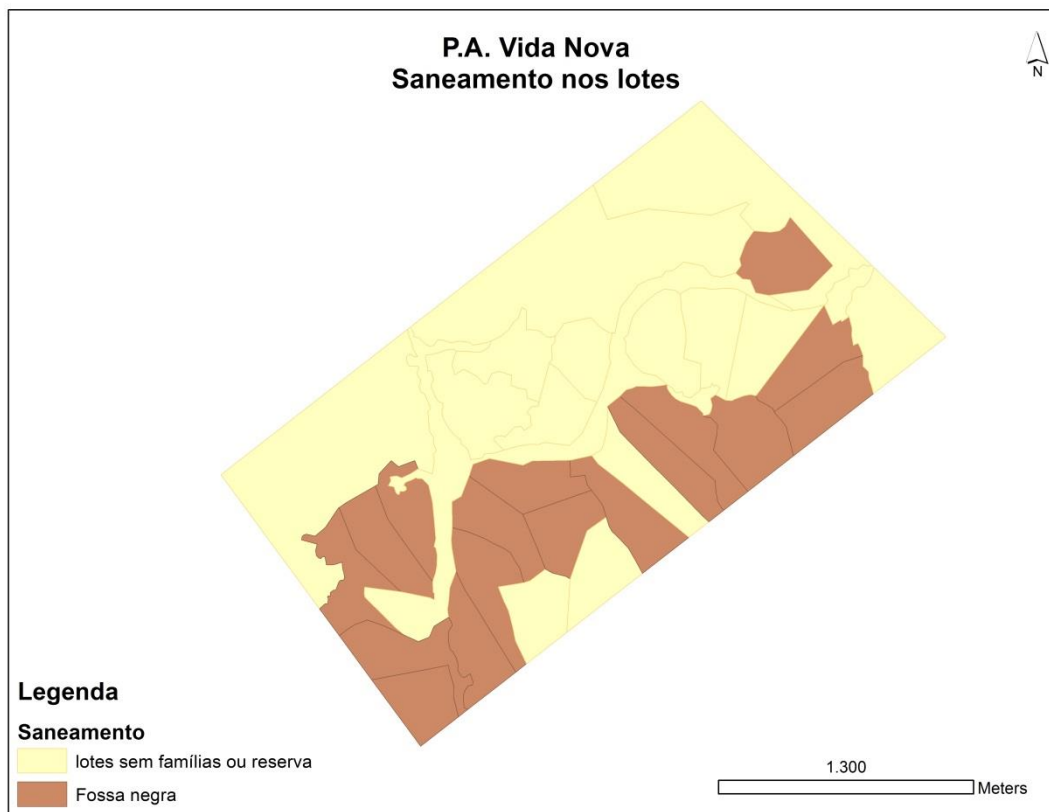 P.A. Vida Nova
Saneamento nos lotes
N
Legenda
Saneamento
lotes sem famílias ou reserva
Fossa negra
1.300
Meters